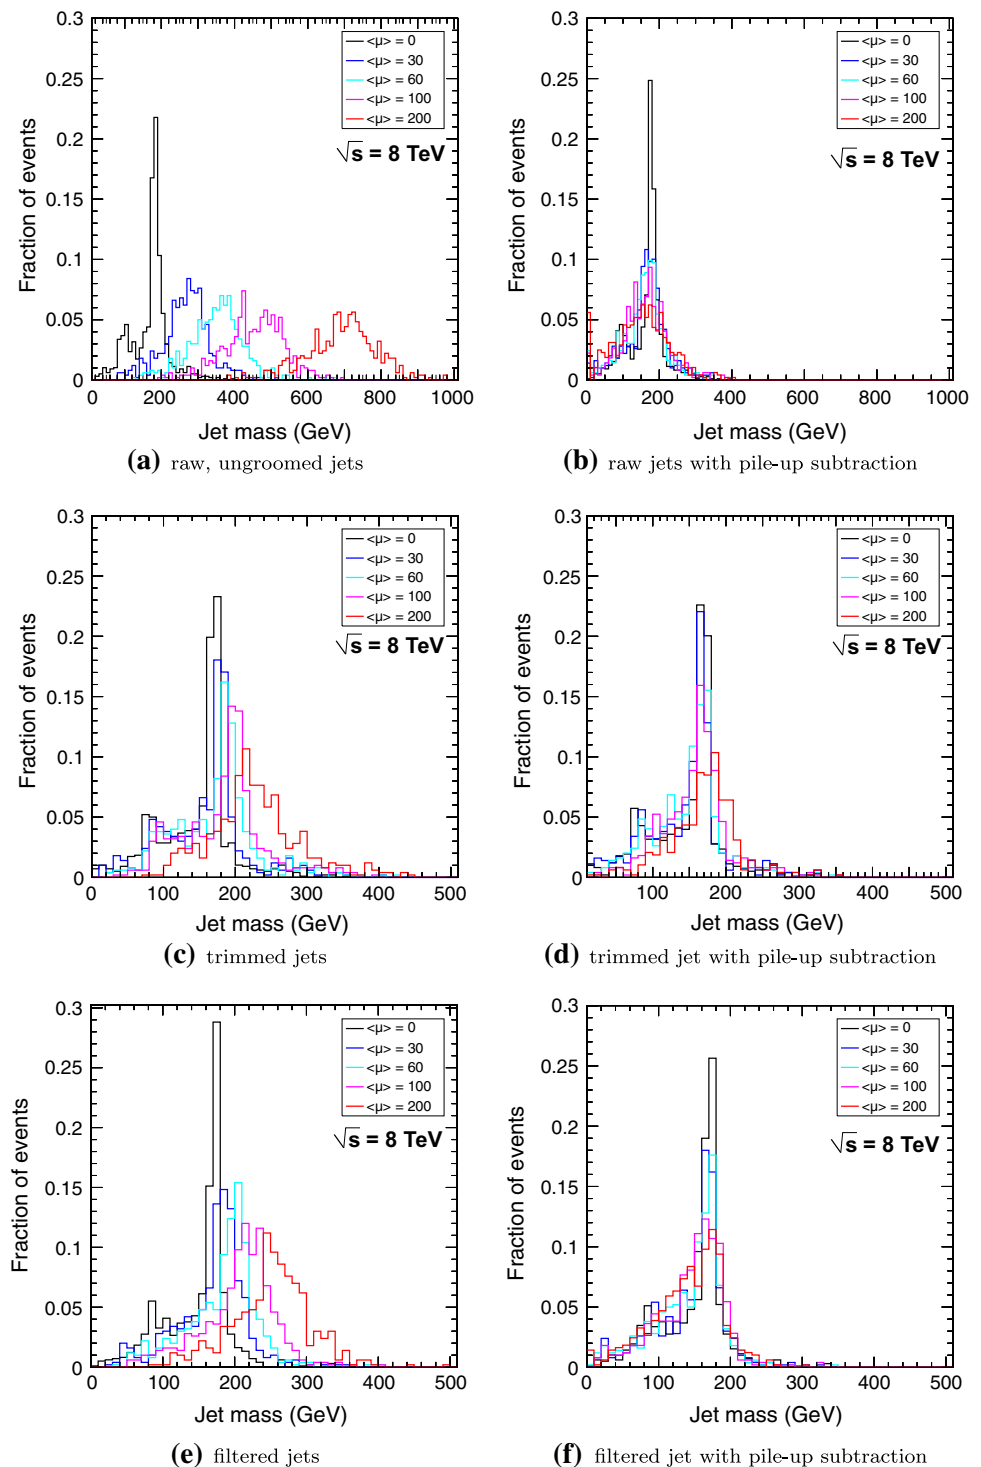 0.3
0.25
0.2
0.15
0.1
0.05
0
Fraction of events
<μ> = 0
<μ> = 30
<μ> = 60
<μ> = 100
<μ> = 200
√s = 8 TeV
0 200 400 600 800 1000
Jet mass (GeV)
(a) raw, ungroomed jets
0.3
0.25
0.2
0.15
0.1
0.05
0
Fraction of events
<μ> = 0
<μ> = 30
<μ> = 60
<μ> = 100
<μ> = 200
√s = 8 TeV
0 200 400 600 800 1000
Jet mass (GeV)
(b) raw jets with pile-up subtraction
0.3
0.25
0.2
0.15
0.1
0.05
0
Fraction of events
<μ> = 0
<μ> = 30
<μ> = 60
<μ> = 100
<μ> = 200
√s = 8 TeV
0 100 200 300 400 500
Jet mass (GeV)
(c) trimmed jets
0.3
0.25
0.2
0.15
0.1
0.05
0
Fraction of events
<μ> = 0
<μ> = 30
<μ> = 60
<μ> = 100
<μ> = 200
√s = 8 TeV
100 200 300 400 500
Jet mass (GeV)
(d) trimmed jet with pile-up subtraction
0.3
0.25
0.2
0.15
0.1
0.05
0
Fraction of events
<μ> = 0
<μ> = 30
<μ> = 60
<μ> = 100
<μ> = 200
√s = 8 TeV
0 100 200 300 400 500
Jet mass (GeV)
(e) filtered jets
0.3
0.25
0.2
0.15
0.1
0.05
0
Fraction of events
<μ> = 0
<μ> = 30
<μ> = 60
<μ> = 100
<μ> = 200
√s = 8 TeV
0 100 200 300 400 500
Jet mass (GeV)
(f) filtered jet with pile-up subtraction